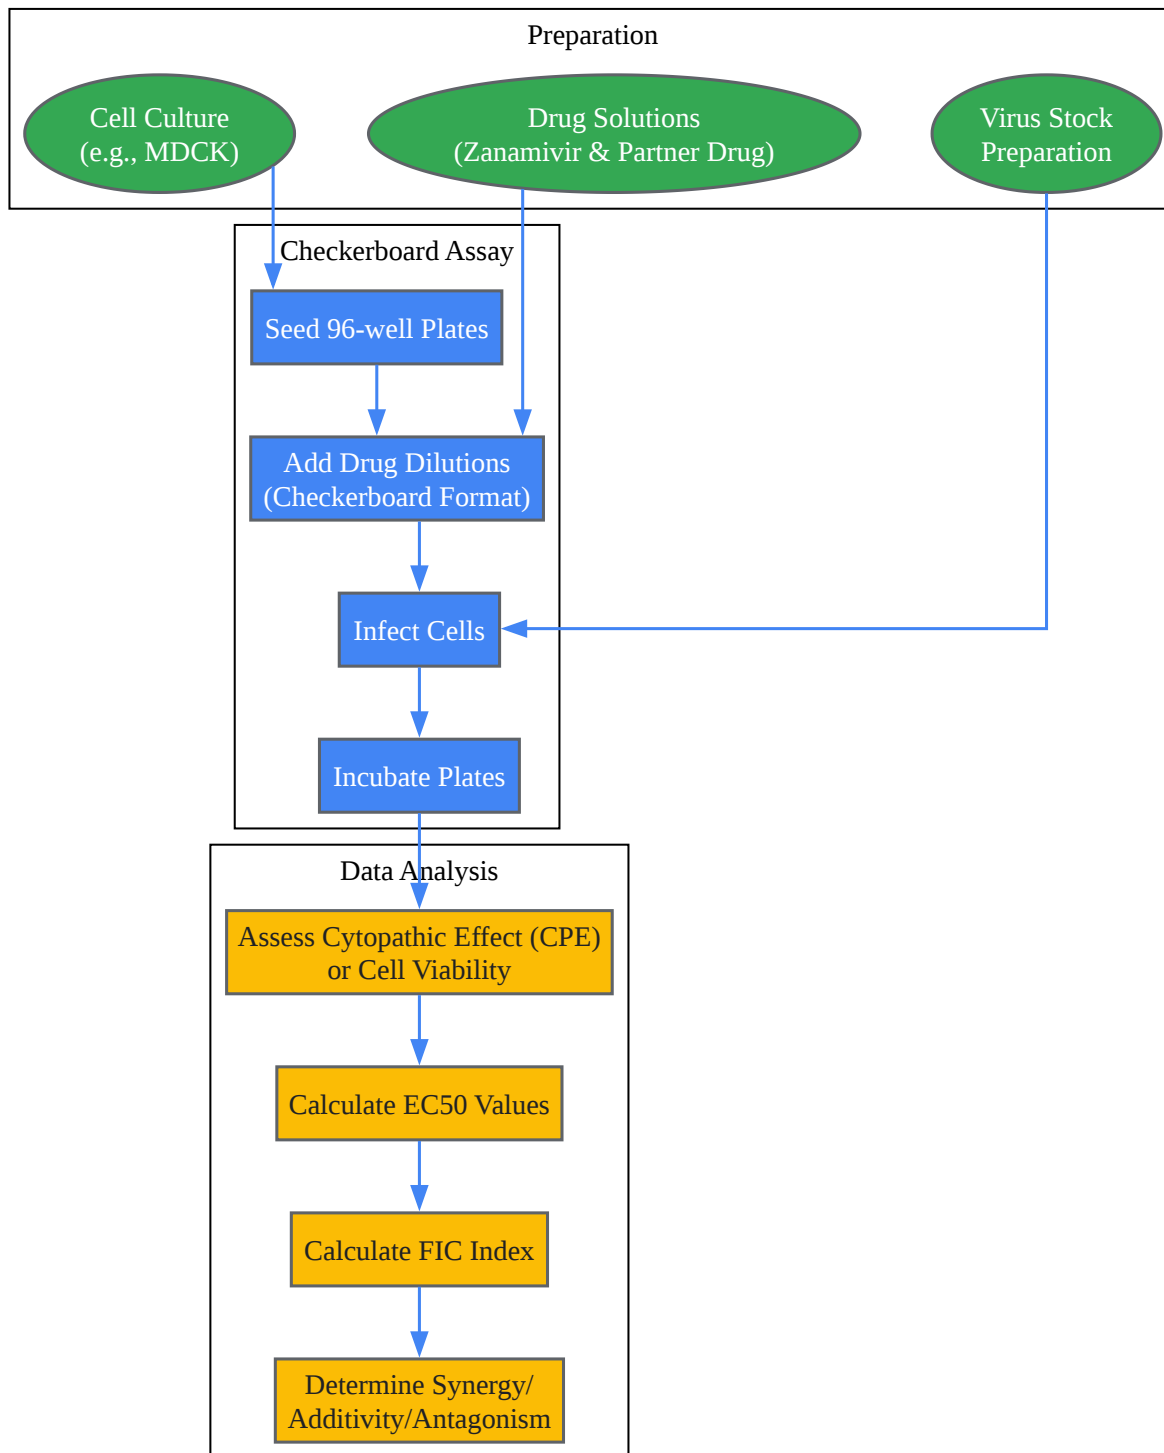 Preparation
Cell Culture
(e.g., MDCK)
Drug Solutions
(Zanamivir & Partner Drug)
Virus Stock
Preparation
Checkerboard Assay
Seed 96-well Plates
Add Drug Dilutions
(Checkerboard Format)
Infect Cells
Incubate Plates
Data Analysis
Assess Cytopathic Effect (CPE)
or Cell Viability
Calculate EC50 Values
Calculate FIC Index
Determine Synergy/
Additivity/Antagonism